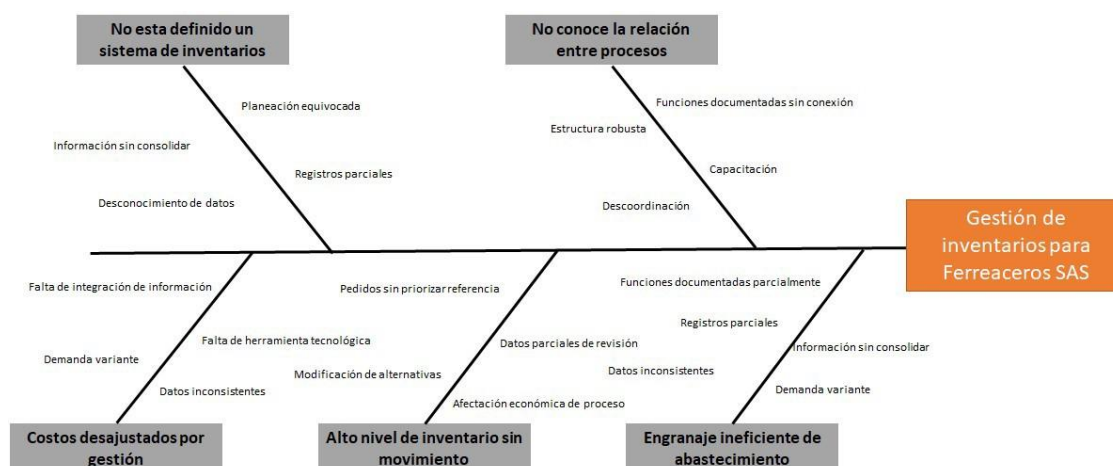 No esta definido un
sistema de inventarios
No conoce la relación
entre procesos
Planeación equivocada
Información sin consolidar
Registros parciales
Desconocimiento de datos
Funciones documentadas sin conexión
Estructura robusta
Capacitación
Descoordinación
Gestión de
inventarios para
Ferreaceros SAS
Falta de integración de información
Falta de herramienta tecnológica
Demanda variante
Datos inconsistentes
Pedidos sin priorizar referencia
Datos parciales de revisión
Modificación de alternativas
Afectación económica de proceso
Funciones documentadas parcialmente
Registros parciales
Información sin consolidar
Datos inconsistentes
Demanda variante
Costos desajustados por
gestión
Alto nivel de inventario sin
movimiento
Engranaje ineficiente de
abastecimiento